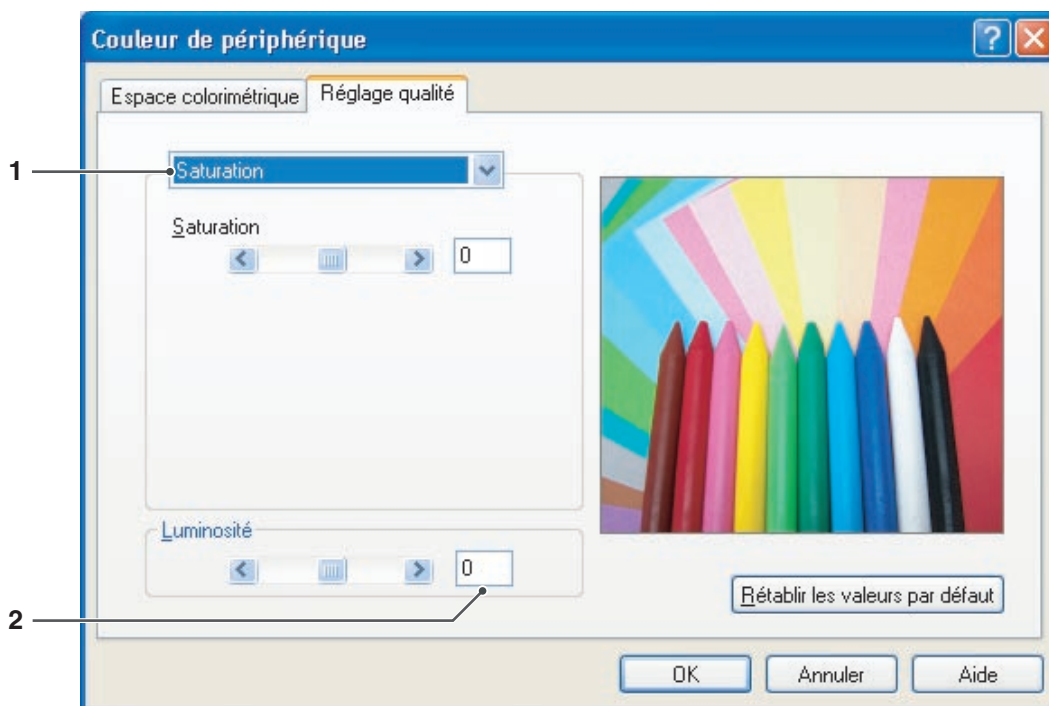 Couleur de périphérique
?
Espace colorimétrique
Réglage qualité
1
Saturation
Saturation
0
Luminosité
0
2
Rétablir les valeurs par défaut
OK
Annuler
Aide